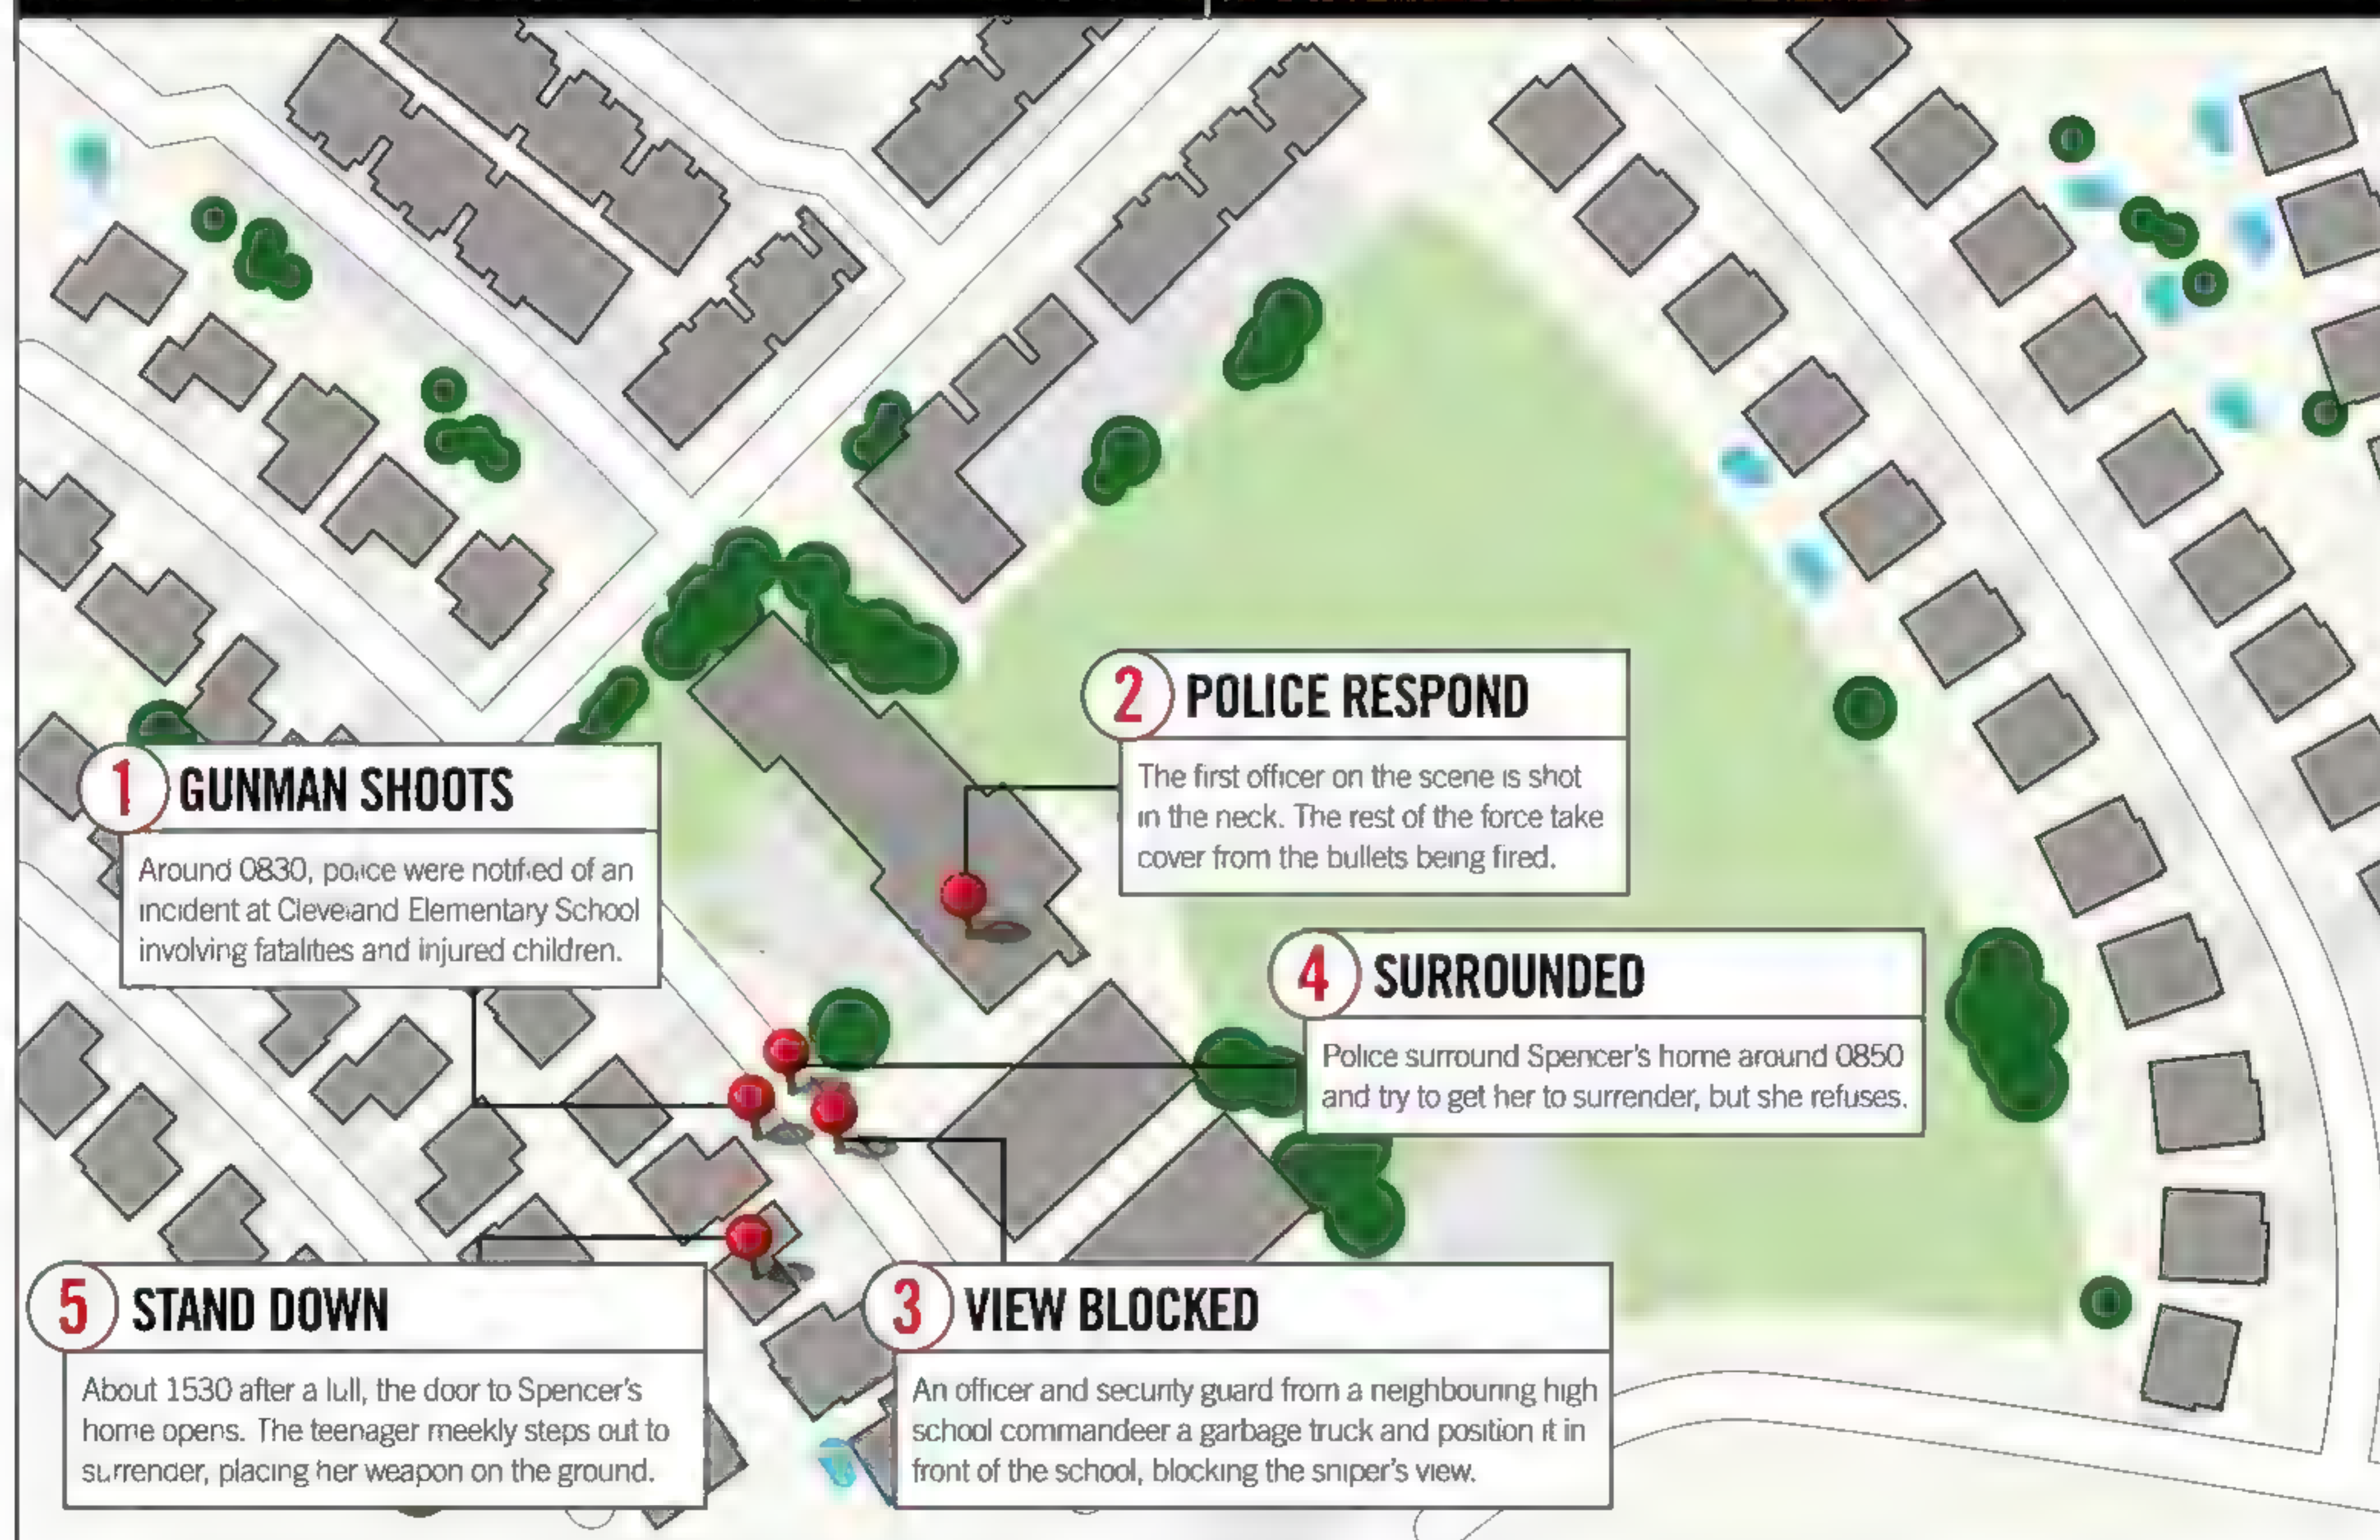 1 GUNMAN SHOOTS
Around 0830, police were notified of an
incident at Cleveland Elementary School
involving fatalities and injured children.
2 POLICE RESPOND
The first officer on the scene is shot
in the neck. The rest of the force take
cover from the bullets being fired.
3 VIEW BLOCKED
An officer and security guard from a neighbouring high
school commandeer a garbage truck and position it in
front of the school, blocking the sniper's view.
4 SURROUNDED
Police surround Spencer's home around 0850
and try to get her to surrender, but she refuses.
5 STAND DOWN
About 1530 after a lull, the door to Spencer's
home opens. The teenager meekly steps out to
surrender, placing her weapon on the ground.